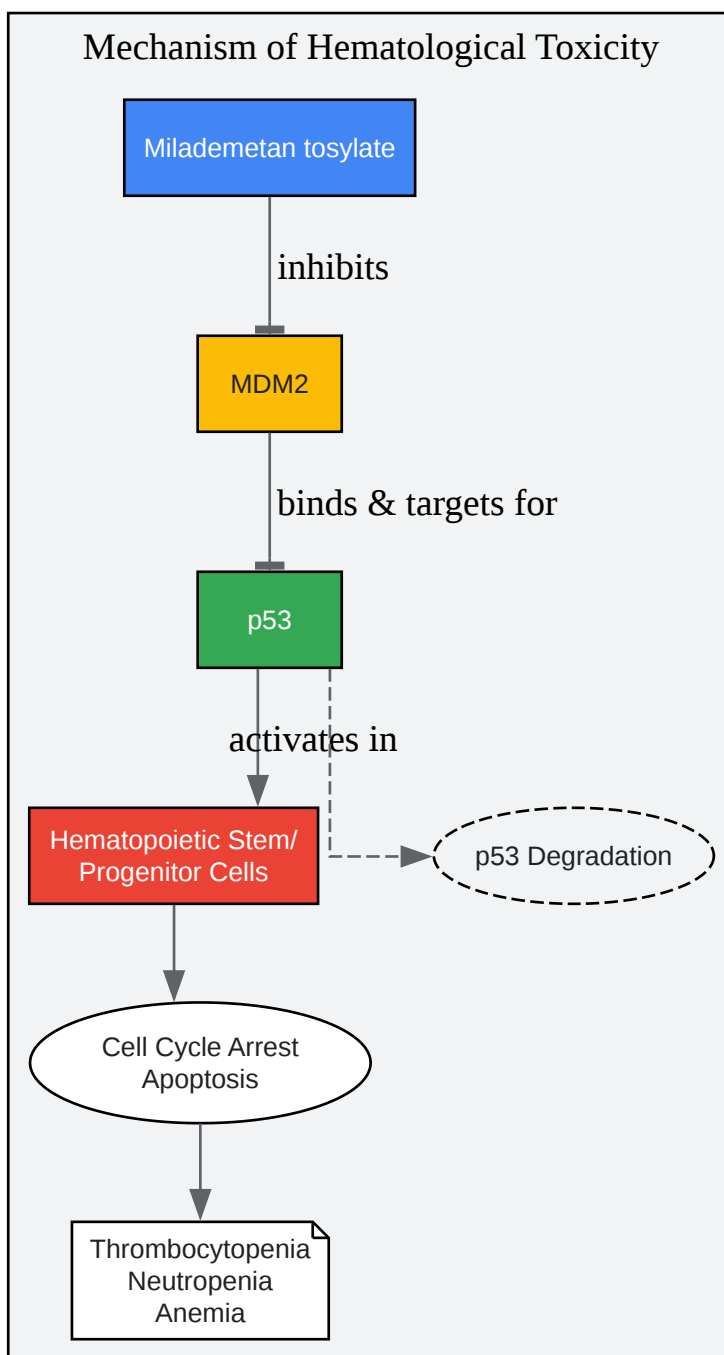 Mechanism of Hematological Toxicity
Milademetan tosylate
inhibits
MDM2
binds & targets for
p53
activates in
Hematopoietic Stem/
Progenitor Cells
p53 Degradation
Cell Cycle Arrest
Apoptosis
Thrombocytopenia
Neutropenia
Anemia